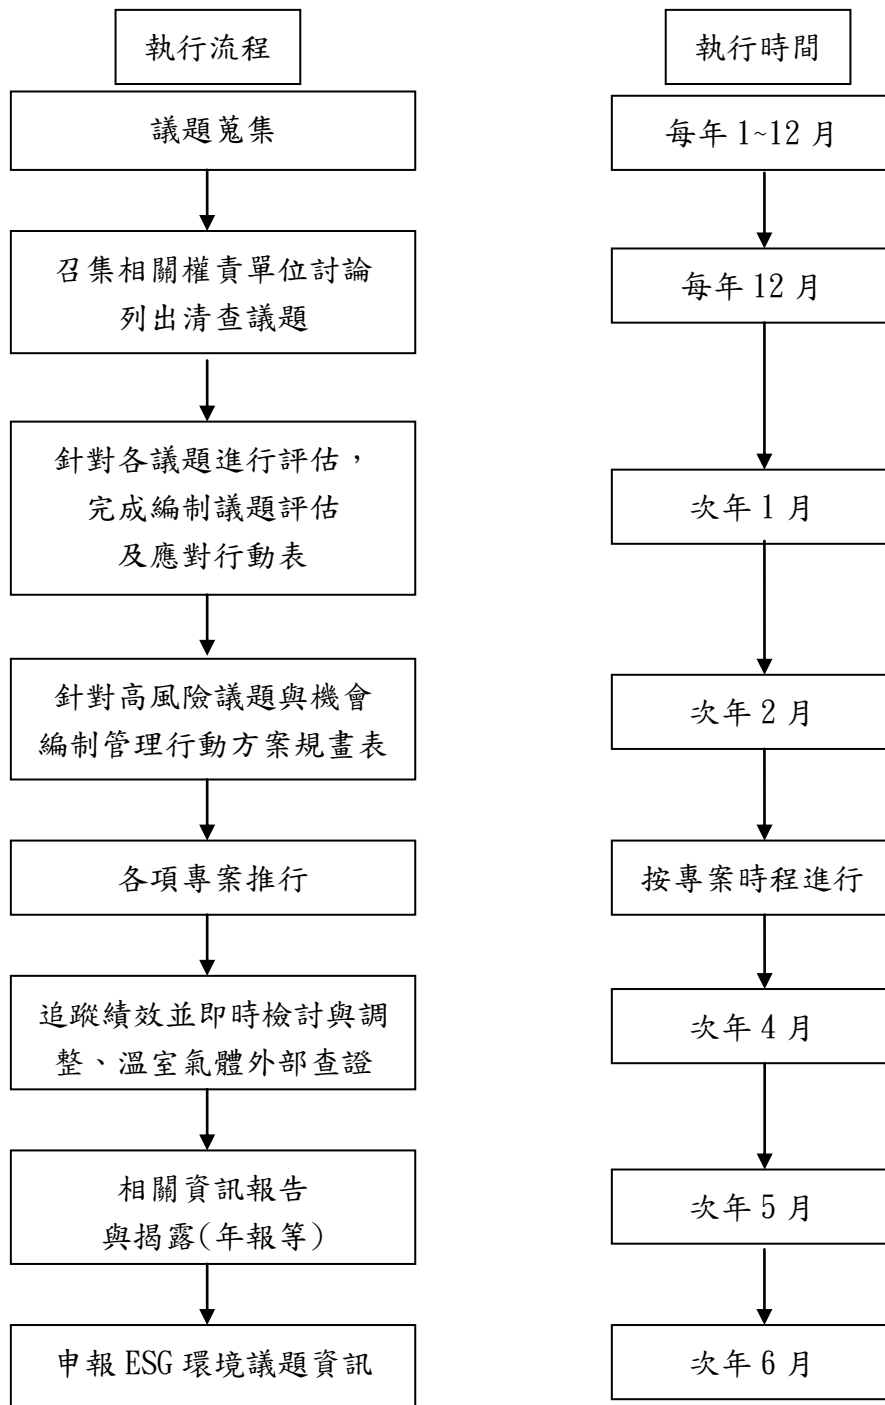 執行流程
執行時間
議題蒐集
每年 1~12 月
召集相關權責單位討論
列出清查議題
每年 12 月
針對各議題進行評估，
完成編制議題評估
及應對行動表
次年 1 月
針對高風險議題與機會
編制管理行動方案規畫表
次年 2 月
各項專案推行
按專案時程進行
追蹤績效並即時檢討與調
整、溫室氣體外部查證
次年 4 月
相關資訊報告
與揭露(年報等)
次年 5 月
申報 ESG 環境議題資訊
次年 6 月